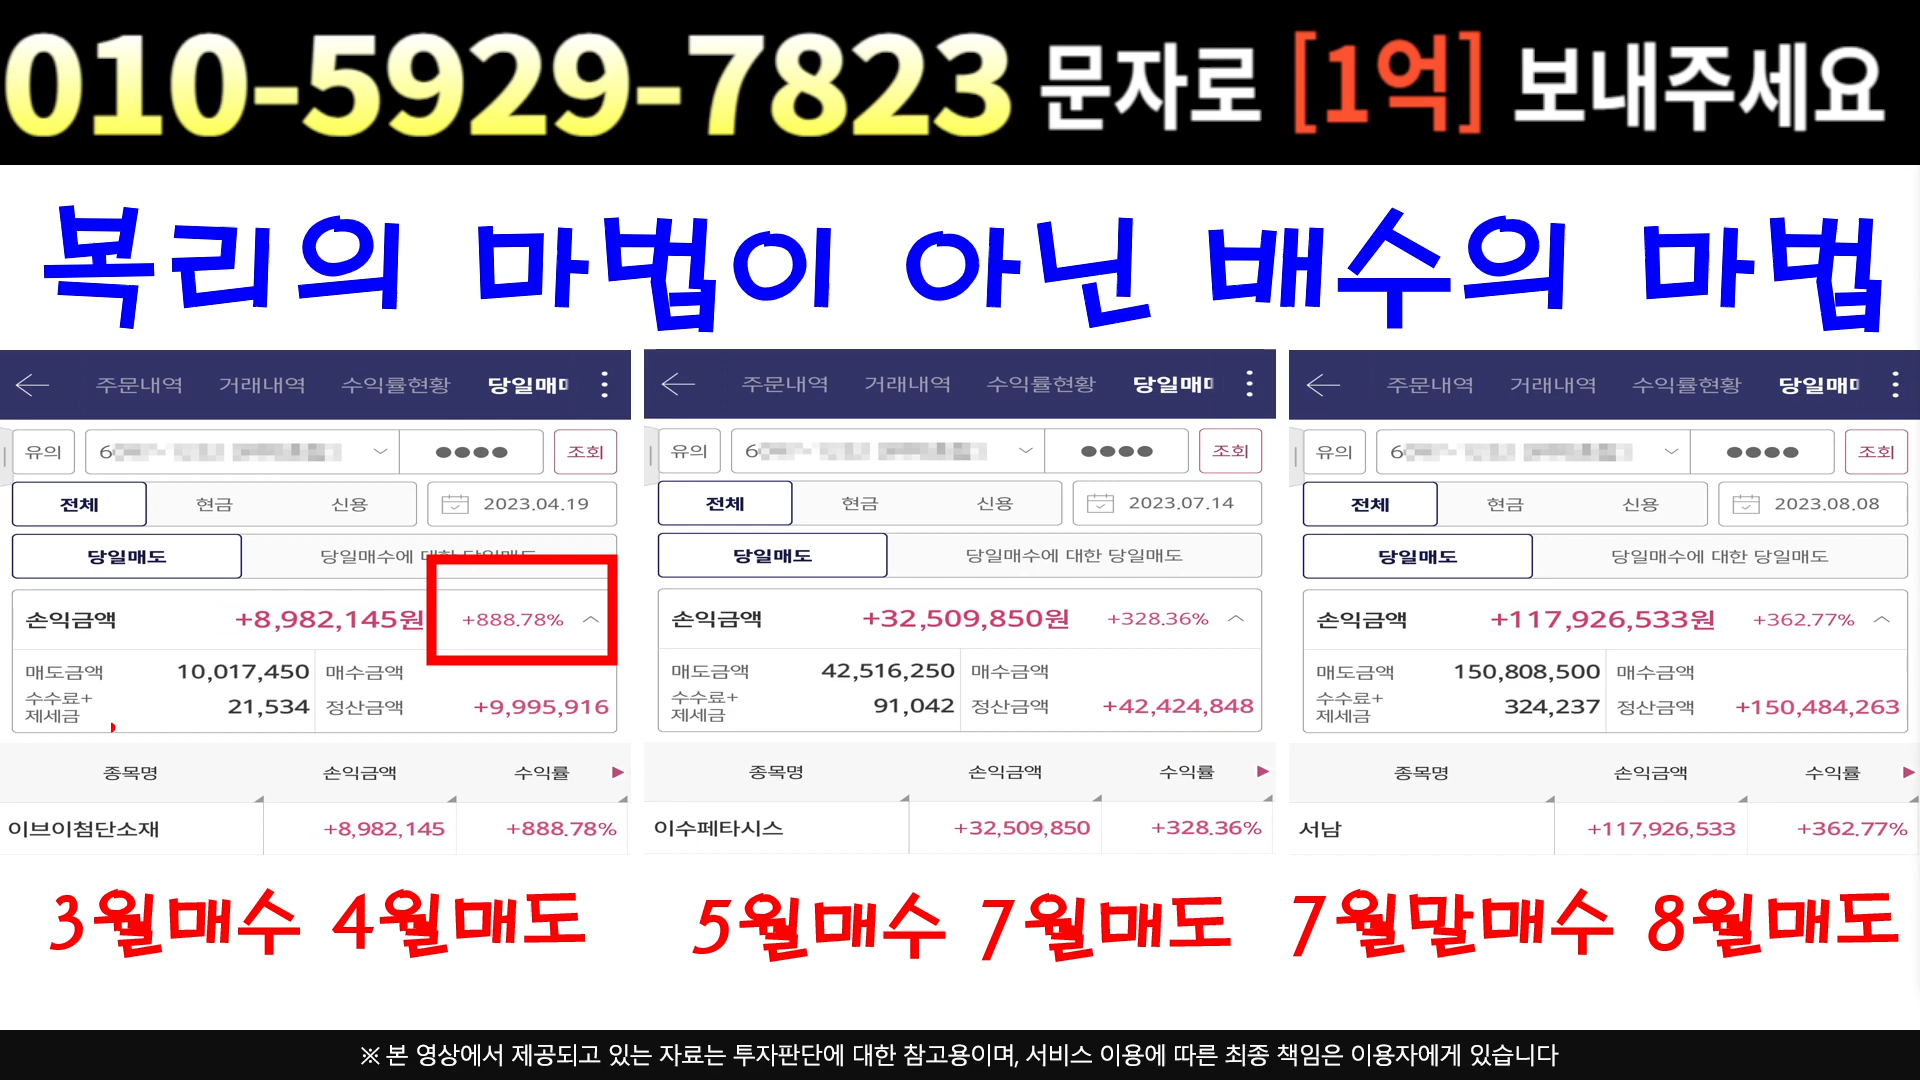 010-5929-7823 문자로 [1억] 보내주세요
복리의 마법이 아닌 배수의 마법
주문내역 거래내역 수익률현황 당일매
유의 6 ●●●● 조회
전체 현금 신용 2023.04.19
당일매도 당일매수에 대한 당일매도
손익금액 +8,982,145원 +888.78%
매도금액 10,017,450 매수금액
수수료+
제세금 21,534 정산금액 +9,995,916
종목명 손익금액 수익률
이브이첨단소재 +8,982,145 +888.78%
3월매수 4월매도
주문내역 거래내역 수익률현황 당일매
유의 6 ●●●● 조회
전체 현금 신용 2023.07.14
당일매도 당일매수에 대한 당일매도
손익금액 +32,509,850원 +328.36%
매도금액 42,516,250 매수금액
수수료+
제세금 91,042 정산금액 +42,424,848
종목명 손익금액 수익률
이수페타시스 +32,509,850 +328.36%
5월매수 7월매도
주문내역 거래내역 수익률현황 당일매
유의 6 ●●●● 조회
전체 현금 신용 2023.08.08
당일매도 당일매수에 대한 당일매도
손익금액 +117,926,533원 +362.77%
매도금액 150,808,500 매수금액
수수료+
제세금 324,237 정산금액 +150,484,263
종목명 손익금액 수익률
서남 +117,926,533 +362.77%
7월말매수 8월매도
※ 본 영상에서 제공되고 있는 자료는 투자판단에 대한 참고용이며, 서비스 이용에 따른 최종 책임은 이용자에게 있습니다